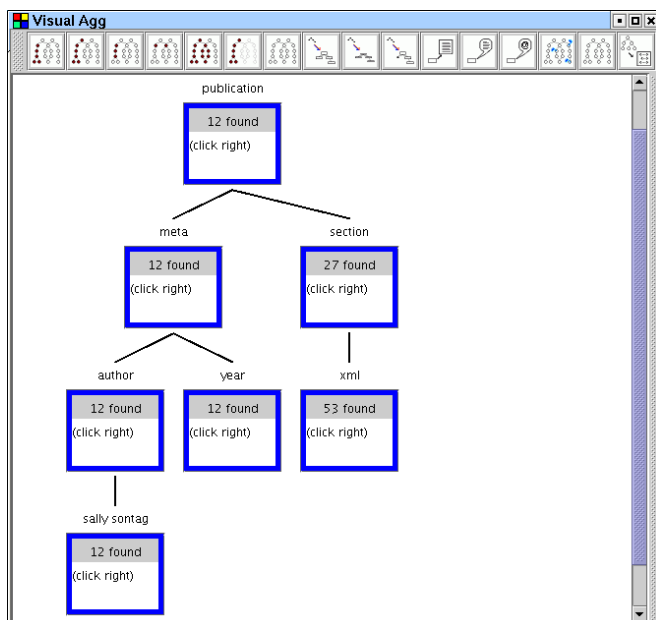 Visual Agg
publication
12 found
(click right)
meta
section
12 found
27 found
(click right)
(click right)
author
year
xml
12 found
12 found
53 found
(click right)
(click right)
(click right)
sally sontag
12 found
(click right)